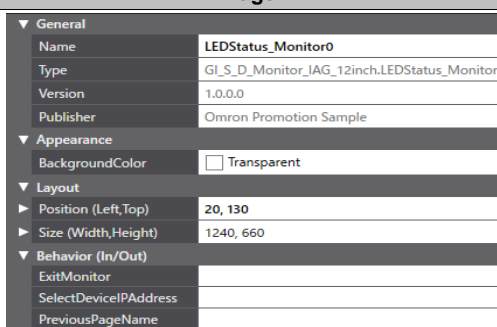 General
Name LEDStatus_Monitor0
Type GI_S_D_Monitor_IAG_12inch.LEDStatus_Monitor
Version 1.0.0.0
Publisher Omron Promotion Sample
Appearance
BackgroundColor Transparent
Layout
Position (Left,Top) 20, 130
Size (Width,Height) 1240, 660
Behavior (In/Out)
ExitMonitor
SelectDeviceIPAddress
PreviousPageName